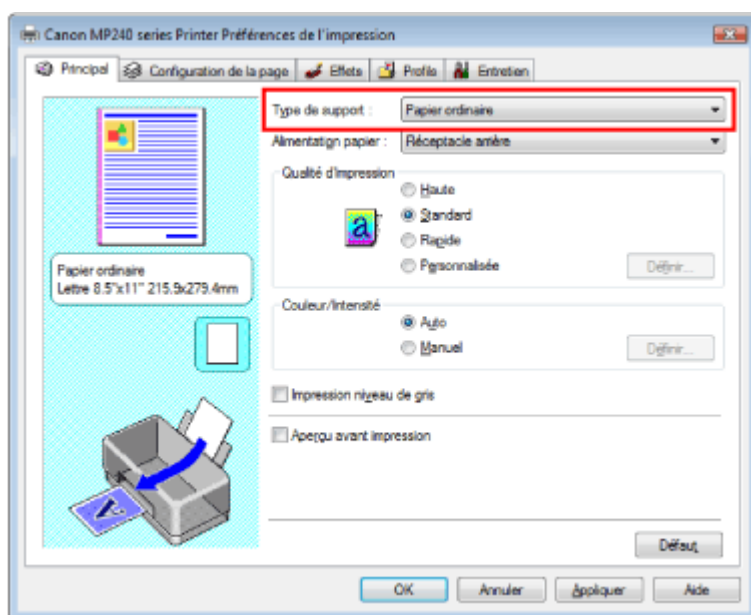 Canon MP240 series Printer Préférences de l'impression
Principal Configuration de la page Effets Profils Entretien
Type de support : Papier ordinaire
Alimentation papier : Réceptacle arrière
Qualité d'impression
Haute
Standard
Rapide
Personnalisée Définir...
Papier ordinaire
Lettre 8.5"x11" 215.9x279.4mm
Couleur/Intensité
Auto
Manuel Définir...
Impression niveau de gris
Aperçu avant impression
Défaut
OK Annuler Appliquer Aide